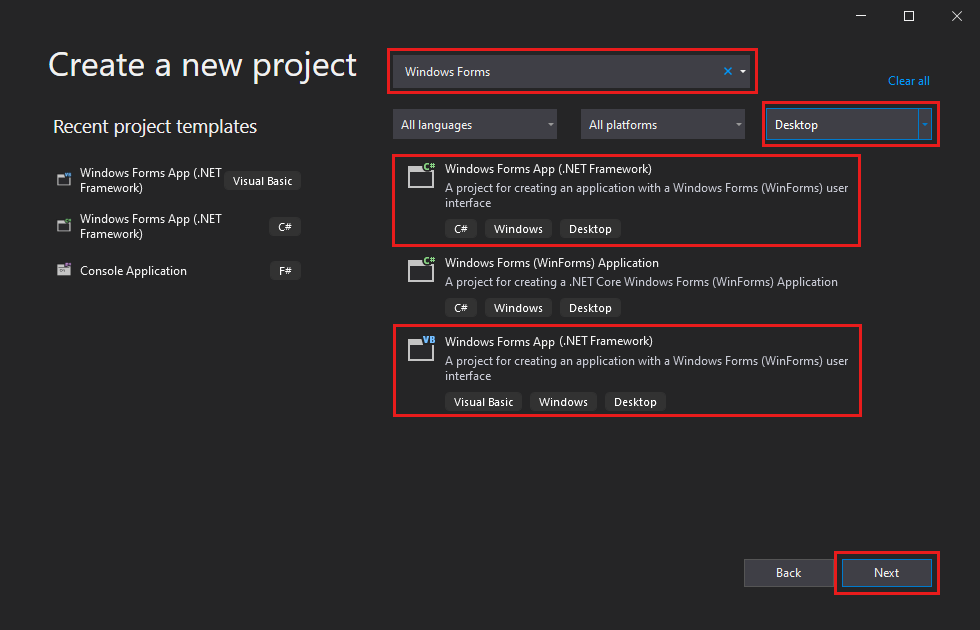 Create a new project
Windows Forms
Clear all
Recent project templates
All languages
All platforms
Desktop
Windows Forms App (.NET
Framework)
Visual Basic
Windows Forms App (.NET
Framework)
C#
Console Application
F#
C#
Windows Forms App (.NET Framework)
A project for creating an application with a Windows Forms (WinForms) user
interface
C# Windows Desktop
C#
Windows Forms (WinForms) Application
A project for creating a .NET Core Windows Forms (WinForms) Application
C# Windows Desktop
VB
Windows Forms App (.NET Framework)
A project for creating an application with a Windows Forms (WinForms) user
interface
Visual Basic Windows Desktop
Back
Next